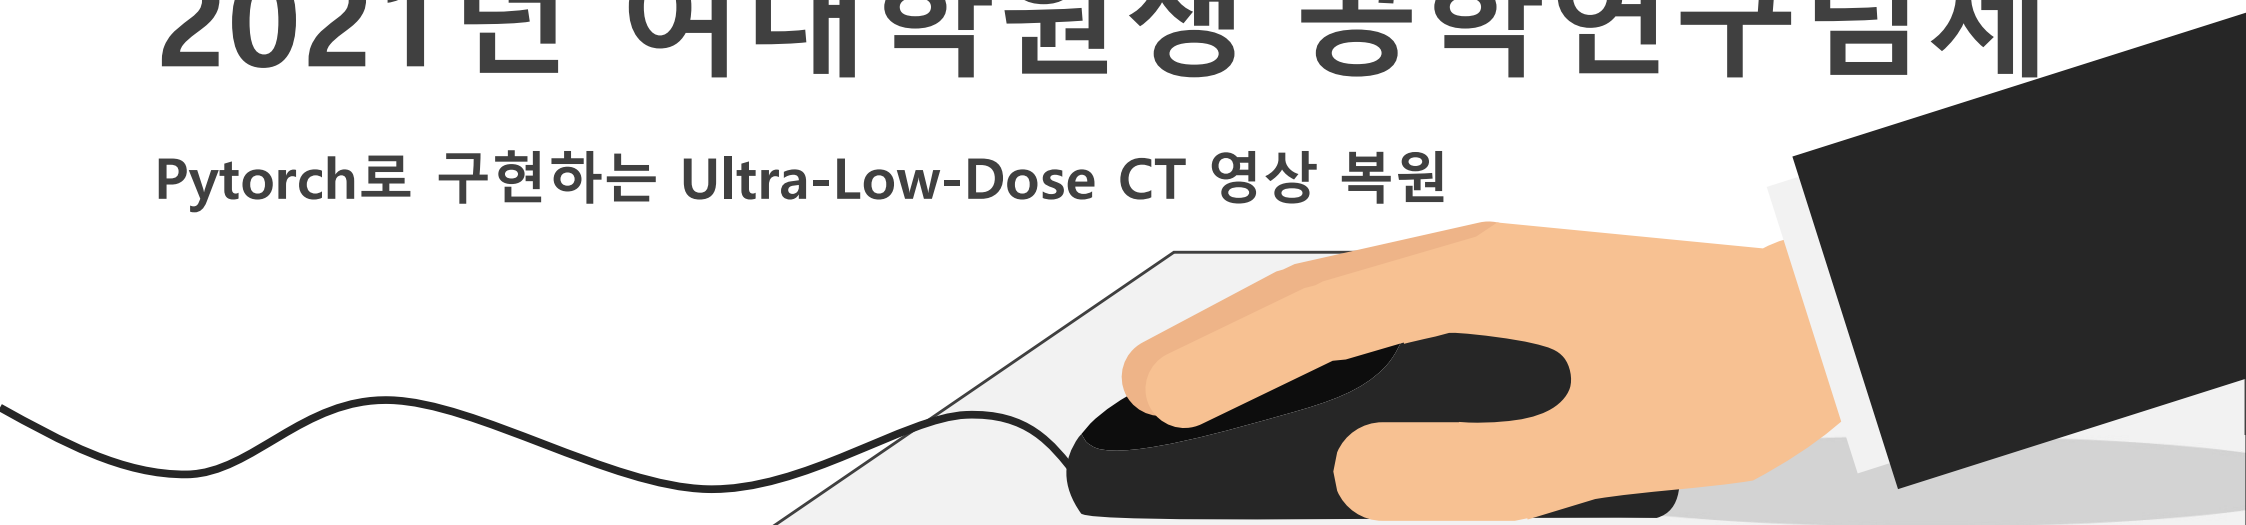 2021년 여대학원생 공학연구팀제
Pytorch로 구현하는 Ultra-Low-Dose CT 영상 복원